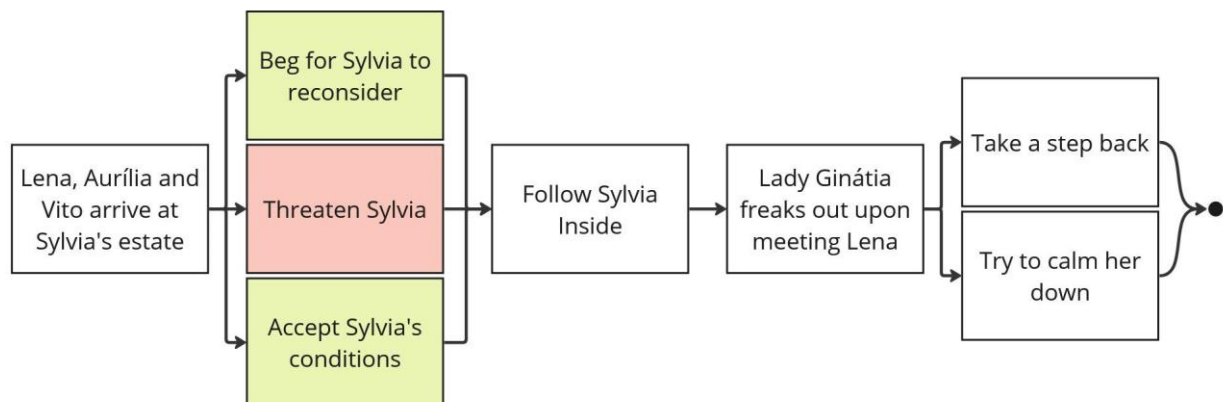 Lena, Aurília and
Vito arrive at
Sylvia's estate
Beg for Sylvia to
reconsider
Threaten Sylvia
Accept Sylvia's
conditions
Follow Sylvia
Inside
Lady Ginátia
freaks out upon
meeting Lena
Take a step back
Try to calm her
down